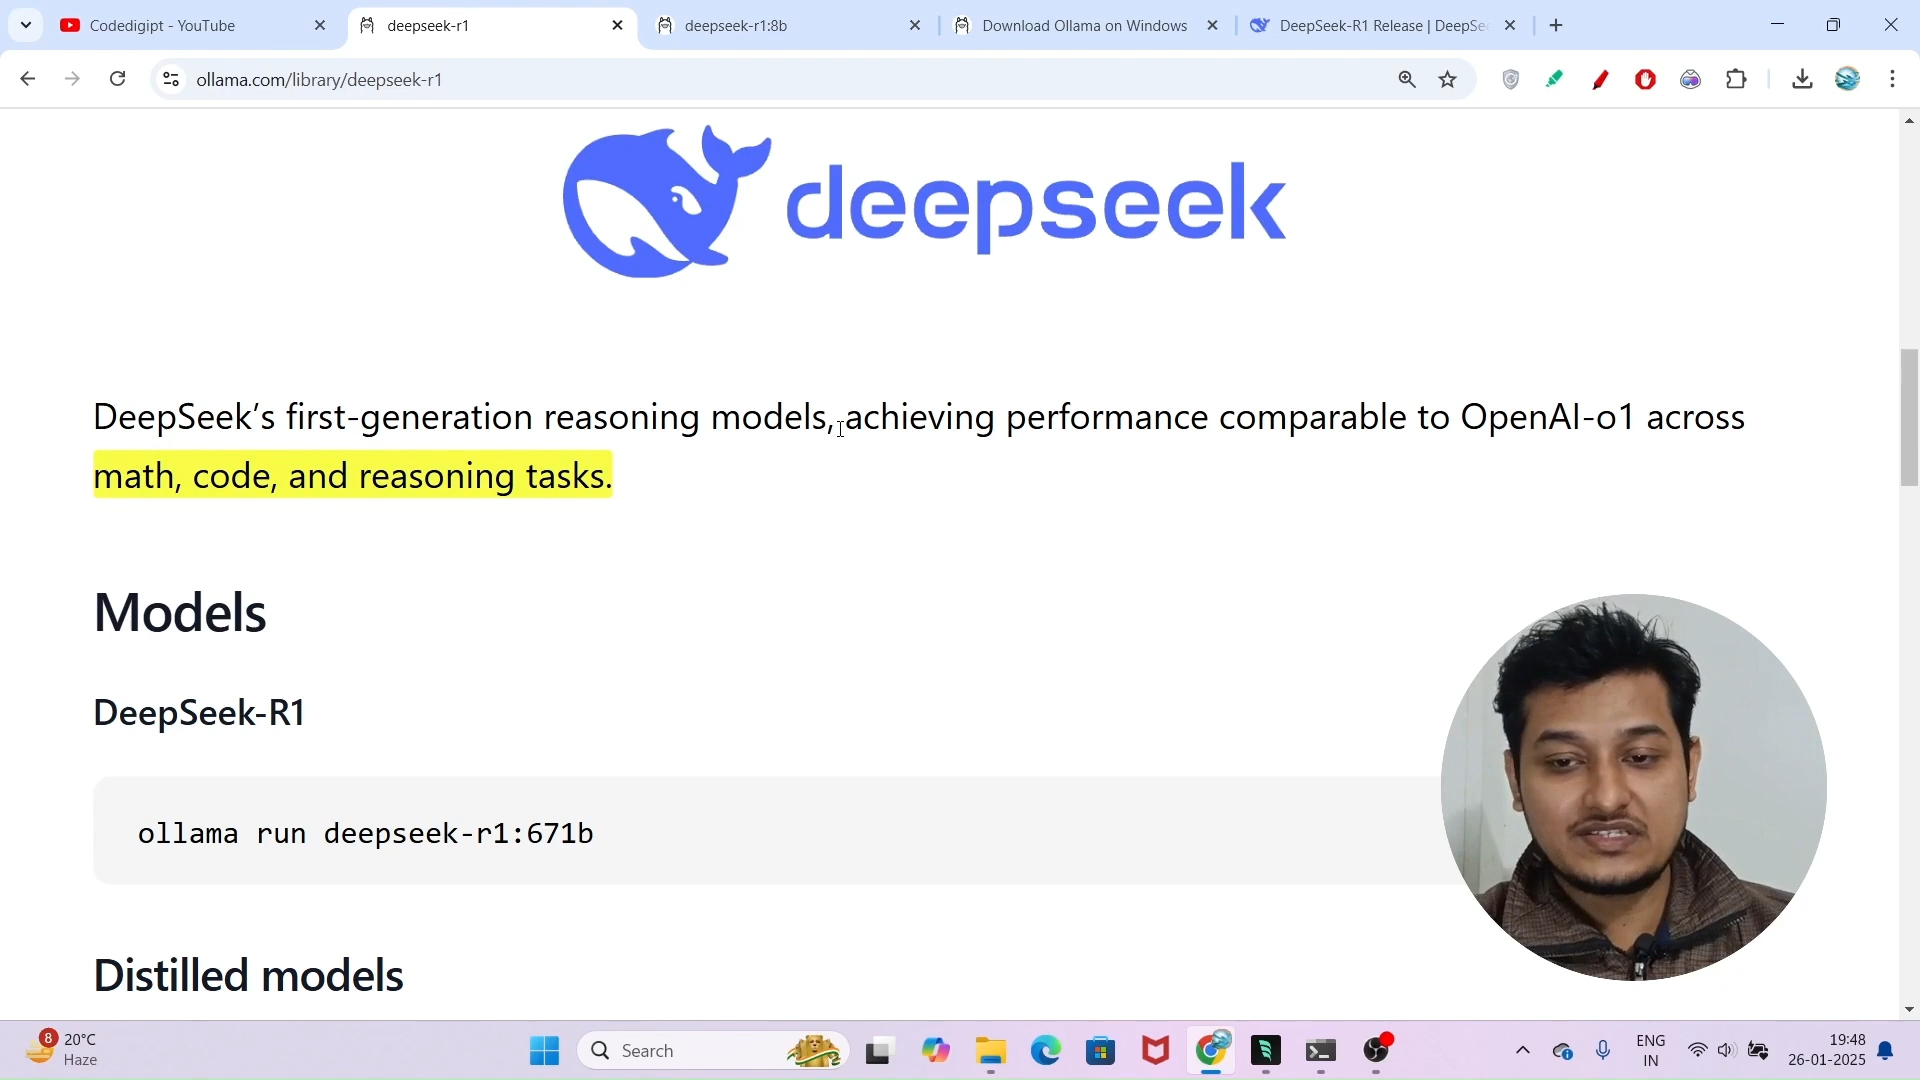 Codedigipt - YouTube
deepseek-r1
deepseek-r1:8b
Download Ollama on Windows
DeepSeek-R1 Release | DeepSe
ollama.com/library/deepseek-r1
deepseek
DeepSeek’s first-generation reasoning models, achieving performance comparable to OpenAI-o1 across
math, code, and reasoning tasks.
Models
DeepSeek-R1
ollama run deepseek-r1:671b
Distilled models
8
20°C
Haze
Search
ENG
IN
19:48
26-01-2025